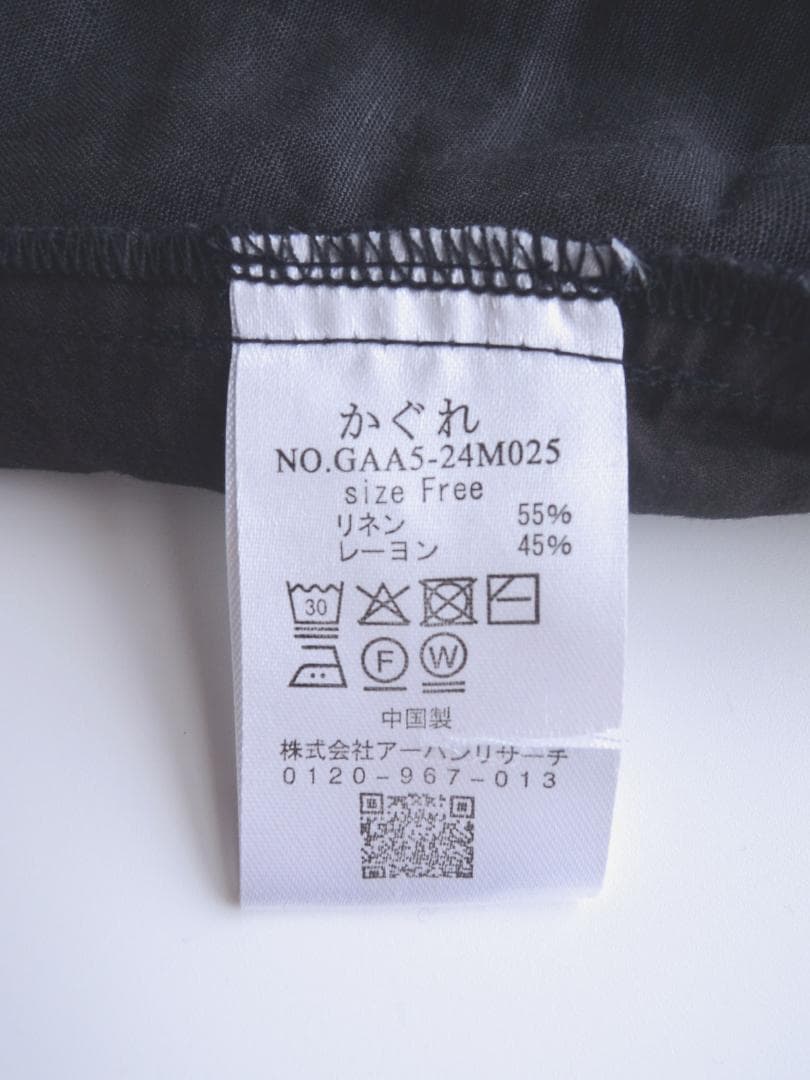 かぐれ
NO.GAA5-24M025
size Free
リネン 55%
レーヨン 45%
30
F W
中国製
株式会社アーバンリサーチ
0120-967-013